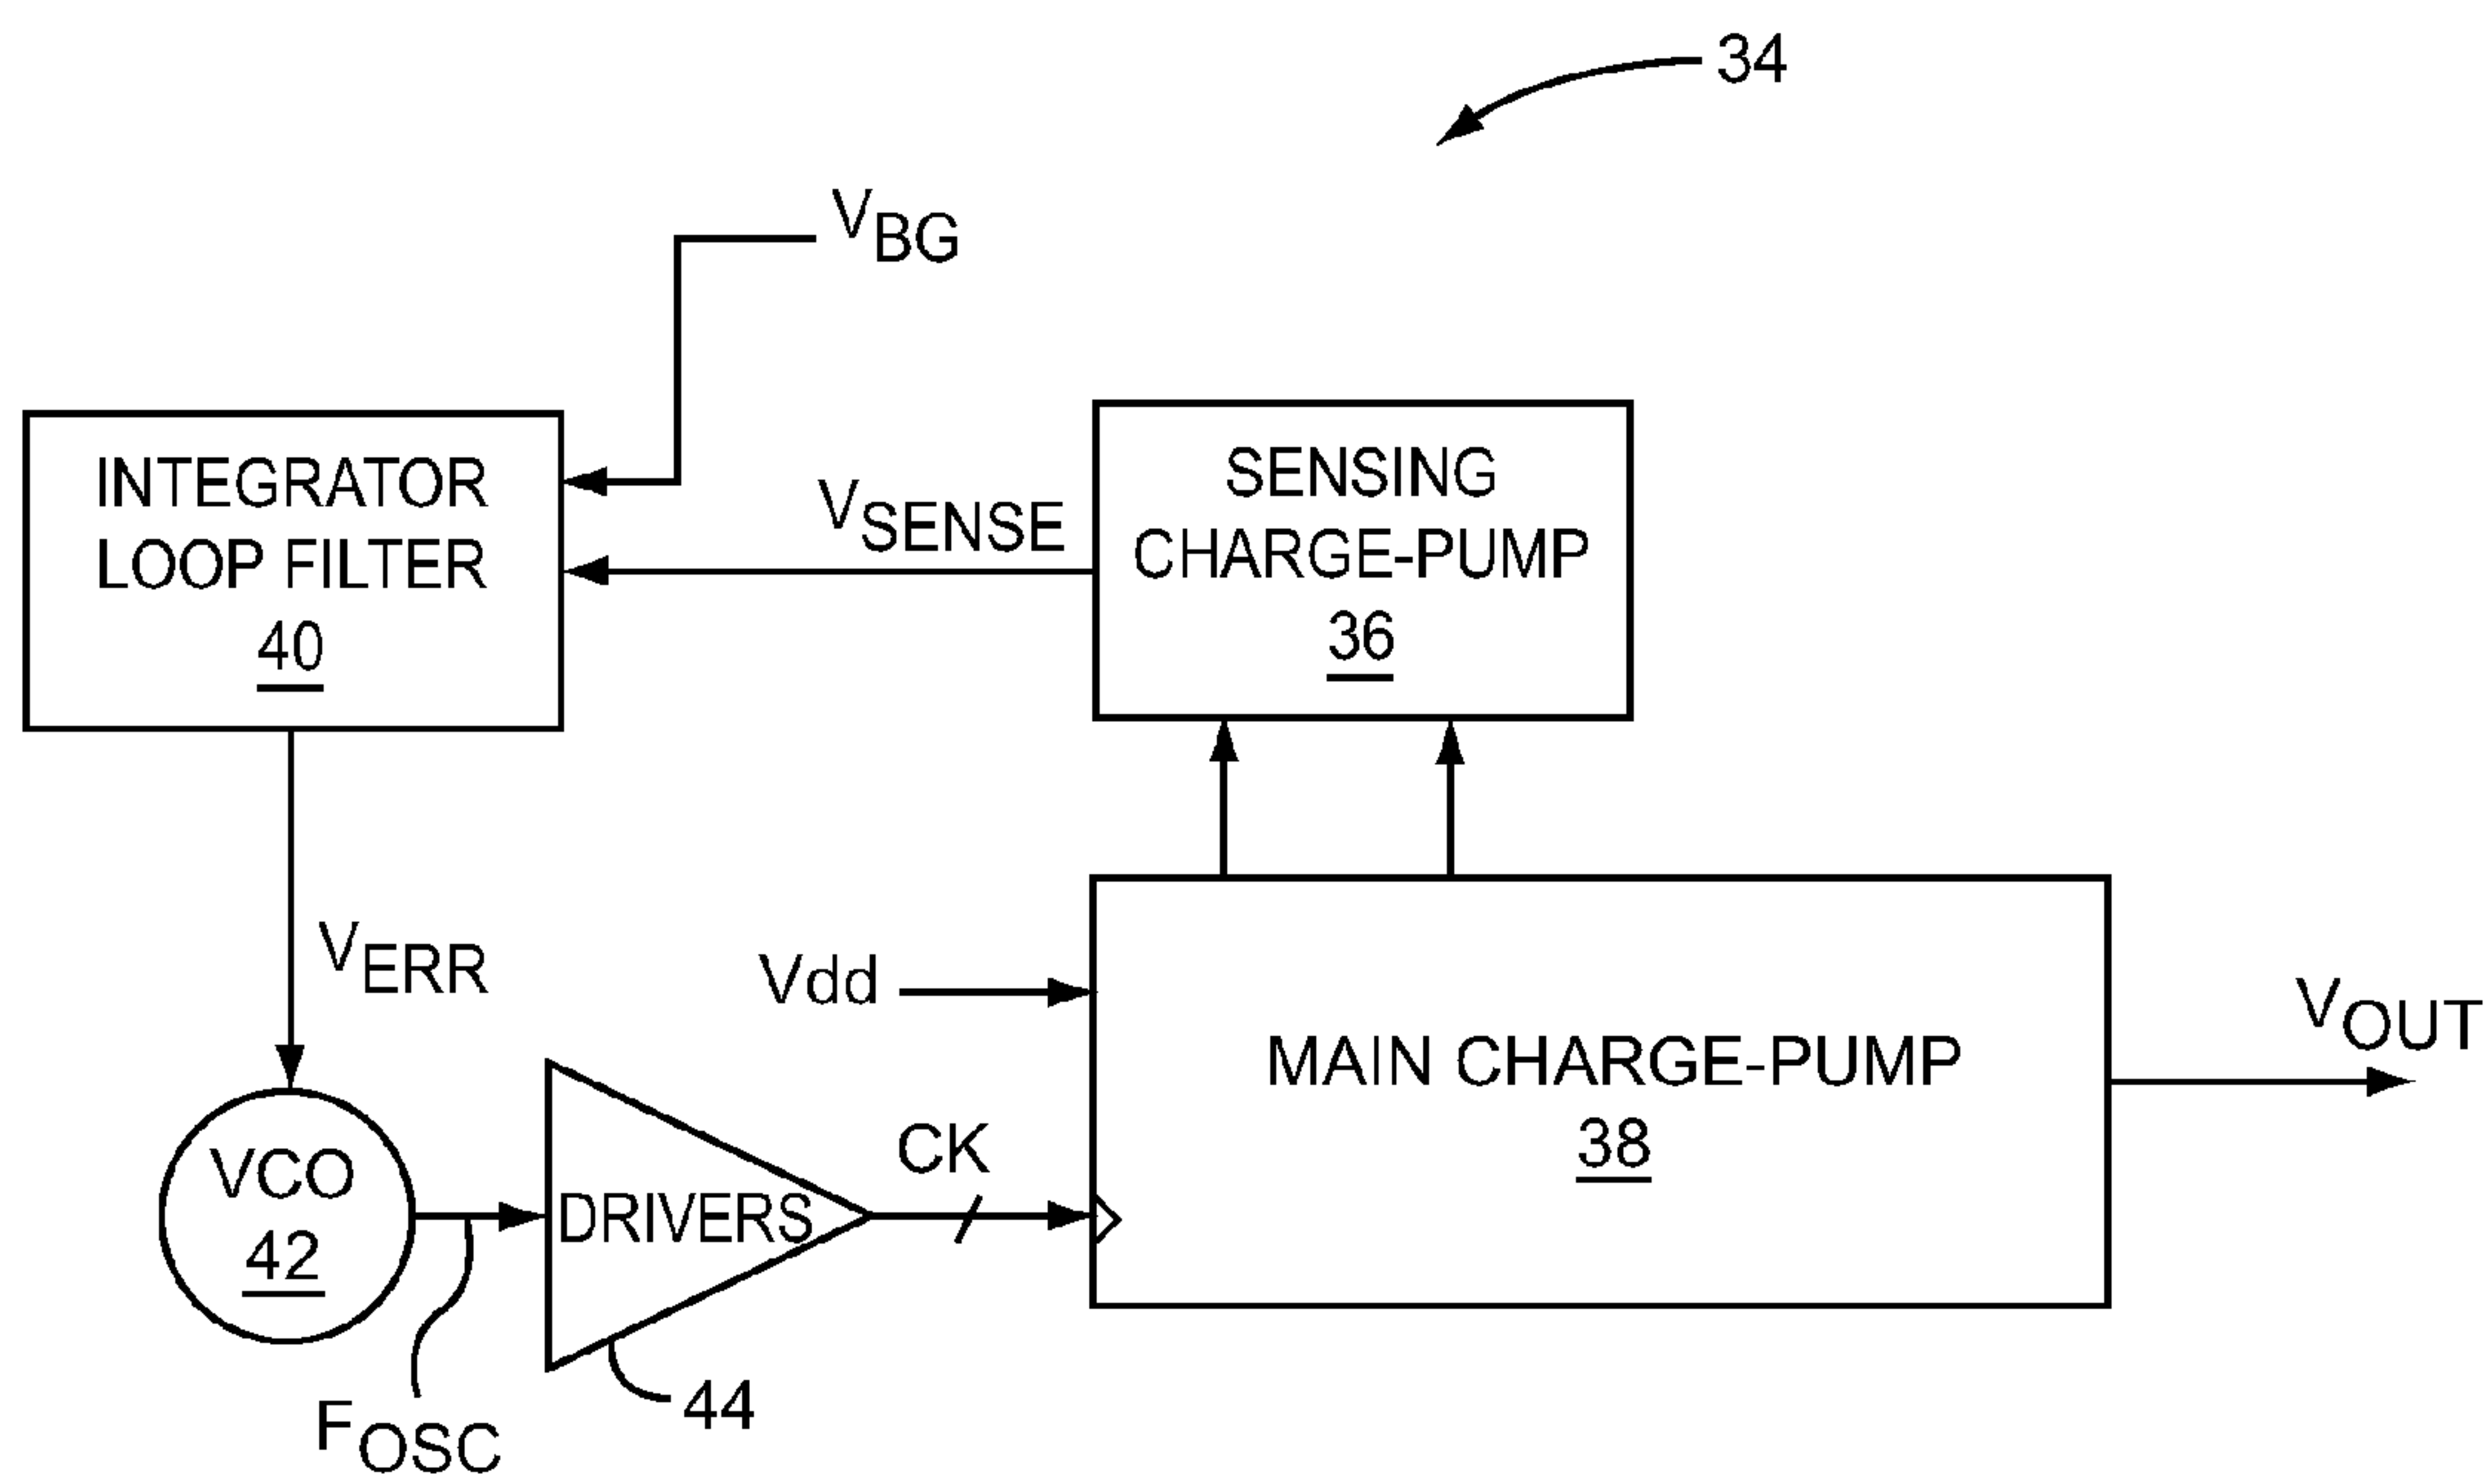 34
VBG
INTEGRATOR
LOOP FILTER
40
VSENSE
SENSING
CHARGE-PUMP
36
VERR
Vdd
MAIN CHARGE-PUMP
38
VOUT
VCO
42
DRIVERS
CK
FOSC
44